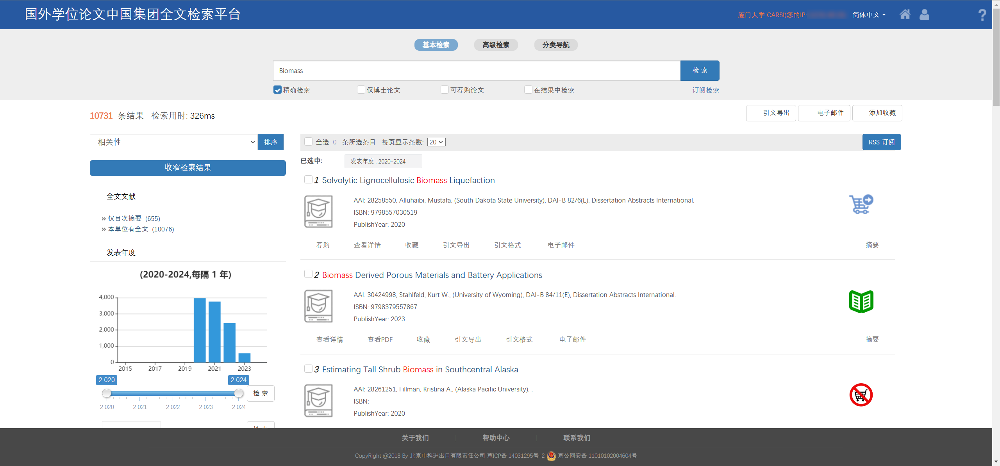 国外学位论文中国集团全文检索平台
厦门大学 CARSI(您的IP:
简体中文
基本检索
高级检索
分类导航
Biomass
检 索
精确检索
仅博士论文
可荐购论文
在结果中检索
订阅检索
10731 条结果 检索用时: 326ms
引文导出
电子邮件
添加收藏
相关性
排序
全选 0 条所选条目 每页显示条数: 20
RSS 订阅
收窄检索结果
已选中:
发表年度 : 2020-2024
全文文献
» 仅目次摘要 (655)
» 本单位有全文 (10076)
发表年度
(2020-2024,每隔 1 年)
4,000
3,000
2,000
1,000
0
2015 2017 2019 2021 2023
2 020
2 024
检 索
2 020 2 021 2 022 2 023 2 024
1 Solvolytic Lignocellulosic Biomass Liquefaction
AAI: 28258550, Alluhaibi, Mustafa, (South Dakota State University), DAI-B 82/6(E), Dissertation Abstracts International.
ISBN: 9798557030519
PublishYear: 2020
荐购 查看详情 收藏 引文导出 引文格式 电子邮件 摘要
2 Biomass Derived Porous Materials and Battery Applications
AAI: 30424998, Stahlfeld, Kurt W., (University of Wyoming), DAI-B 84/11(E), Dissertation Abstracts International.
ISBN: 9798379557867
PublishYear: 2023
查看详情 查看PDF 收藏 引文导出 引文格式 电子邮件 摘要
3 Estimating Tall Shrub Biomass in Southcentral Alaska
AAI: 28261251, Fillman, Kristina A., (Alaska Pacific University), .
ISBN:
PublishYear: 2020
关于我们
帮助中心
联系我们
CopyRight @2018 By 北京中科进出口有限责任公司 京ICP备 14031295号-2 京公网安备 11010102004604号